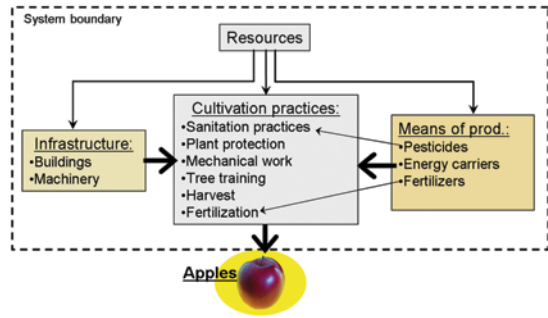 System boundary
Resources
Cultivation practices:
•Sanitation practices
•Plant protection
•Mechanical work
•Tree training
•Harvest
•Fertilization
Infrastructure:
•Buildings
•Machinery
Means of prod.:
•Pesticides
•Energy carriers
•Fertilizers
Apples